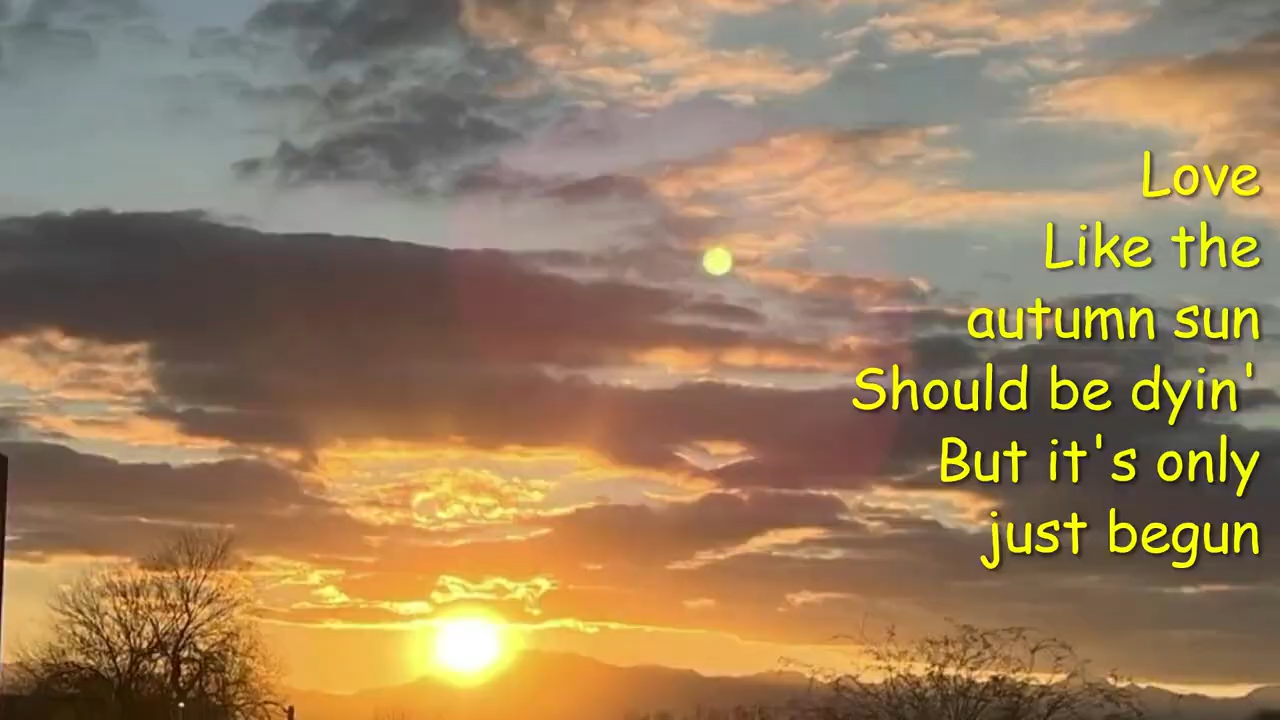 Love
Like the
autumn sun
Should be dyin'
But it's only
just begun